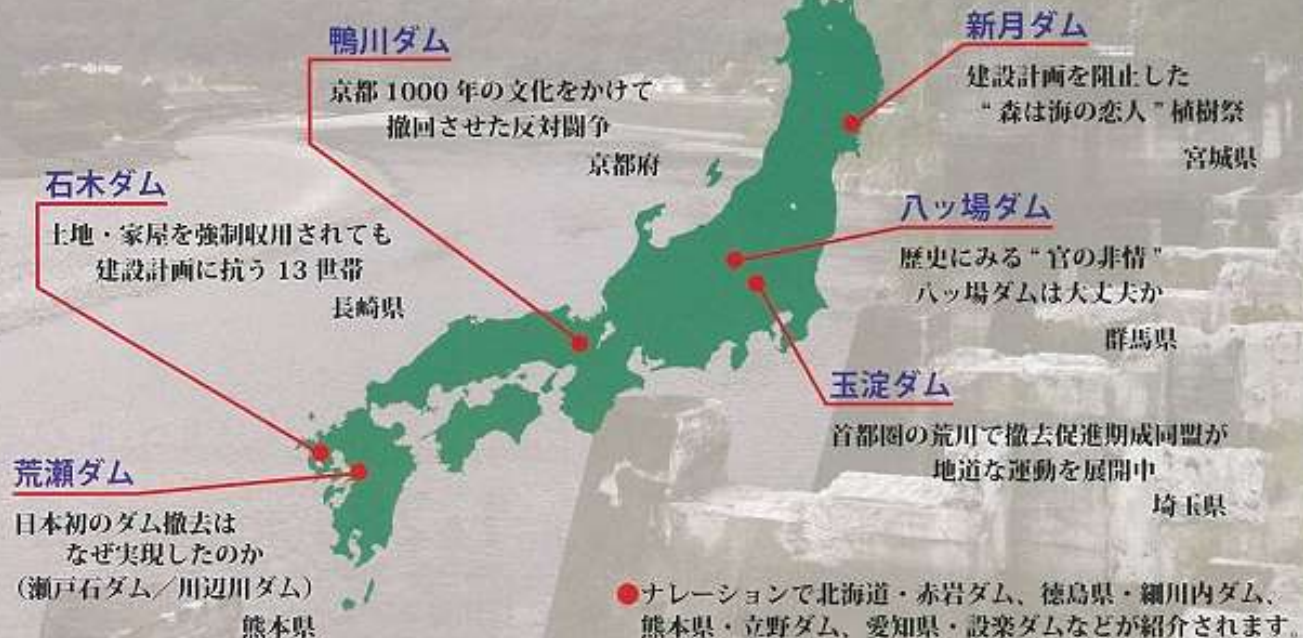 鴨川ダム
京都1000年の文化をかけて
撤回させた反対闘争
京都府
新月ダム
建設計画を阻止した
“森は海の恋人”植樹祭
宮城県
石木ダム
土地・家屋を強制収用されても
建設計画に抗う13世帯
長崎県
八ッ場ダム
歴史にみる“官の非情”
八ッ場ダムは大丈夫か
群馬県
玉淀ダム
首都圏の荒川で撤去促進期成同盟が
地道な運動を展開中
埼玉県
荒瀬ダム
日本初のダム撤去は
なぜ実現したのか
(瀬戸石ダム/川辺川ダム)
熊本県
●ナレーションで北海道・赤岩ダム、徳島県・細川内ダム、
熊本県・立野ダム、愛知県・設楽ダムなどが紹介されます。